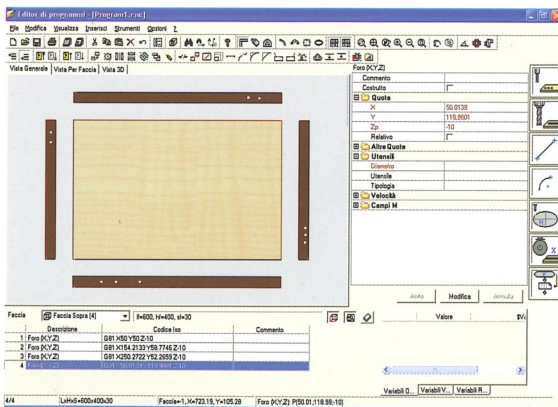 Editor di programmi - [Program1.cnc]
File Modifica Visualizza Inserisci Strumenti Opzioni ?
Vista Generale Vista Per Faccia Vista 3D
Foro (X,Y,Z)
Commento
Costruito
Quote
X 50.0139
Y 118.9801
Zp -10
Relativo
Altre Quote
Utensili
Diametro
Utensile
Tipologia
Velocità
Campi M
Aiuto Modifica Annulla
Faccia Faccia Sopra [4] lf=600, hf=400, sf=30
Descrizione Codice Iso Commento
1 Foro (X,Y,Z) G81 X50 Y50 Z-10
2 Foro (X,Y,Z) G81 X154.2133 Y58.7746 Z-10
3 Foro (X,Y,Z) G81 X250.2722 Y52.2659 Z-10
4
Valore
Variabili O... Variabili V... Variabili R...
4/4 LxHxS=600x400x30 Faccia=-1, X=723.19, Y=105.28 Foro (X,Y,Z): P(50.01;118.98;-10)